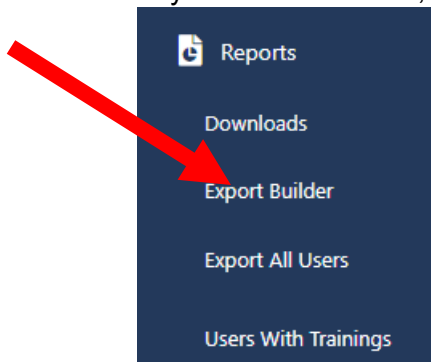 Reports
Downloads
Export Builder
Export All Users
Users With Trainings